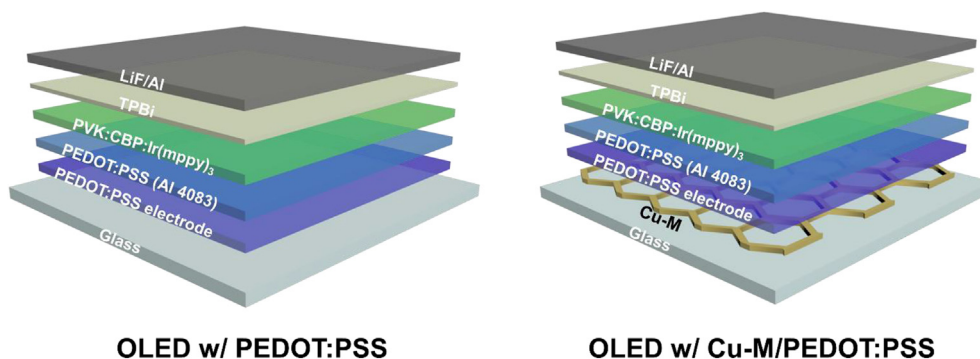 LiF/Al
TPBi
PVK:CBP:Ir(mppy)3
PEDOT:PSS (AI 4083)
PEDOT:PSS electrode
Glass
OLED w/ PEDOT:PSS
LiF/Al
TPBi
PVK:CBP:Ir(mppy)3
PEDOT:PSS (AI 4083)
PEDOT:PSS electrode
Cu-M
Glass
OLED w/ Cu-M/PEDOT:PSS